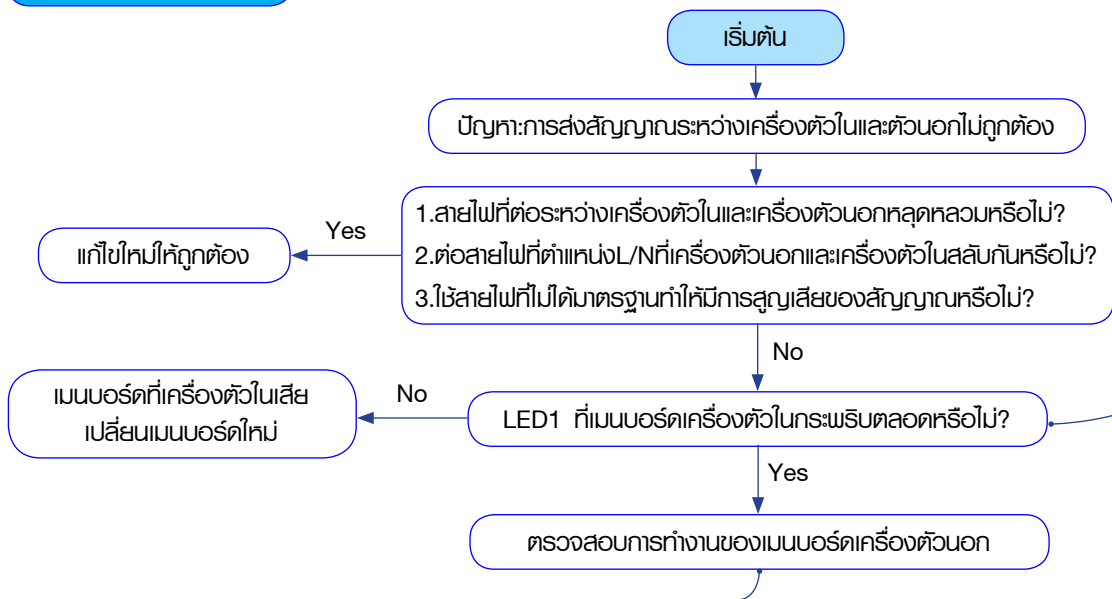 เริ่มต้น
ปัญหา:การส่งสัญญาณระหว่างเครื่องตัวในและตัวนอกไม่ถูกต้อง
1.สายไฟที่ต่อระหว่างเครื่องตัวในและเครื่องตัวนอกหลุดหลวมหรือไม่?
2.ต่อสายไฟที่ตำแหน่งL/Nที่เครื่องตัวนอกและเครื่องตัวในสลับกันหรือไม่?
3.ใช้สายไฟที่ไม่ได้มาตรฐานทำให้มีการสูญเสียของสัญญาณหรือไม่?
Yes
แก้ไขใหม่ให้ถูกต้อง
No
LED1 ที่เมนบอร์ดเครื่องตัวในกระพริบตลอดหรือไม่?
No
เมนบอร์ดที่เครื่องตัวในเสีย
เปลี่ยนเมนบอร์ดใหม่
Yes
ตรวจสอบการทำงานของเมนบอร์ดเครื่องตัวนอก